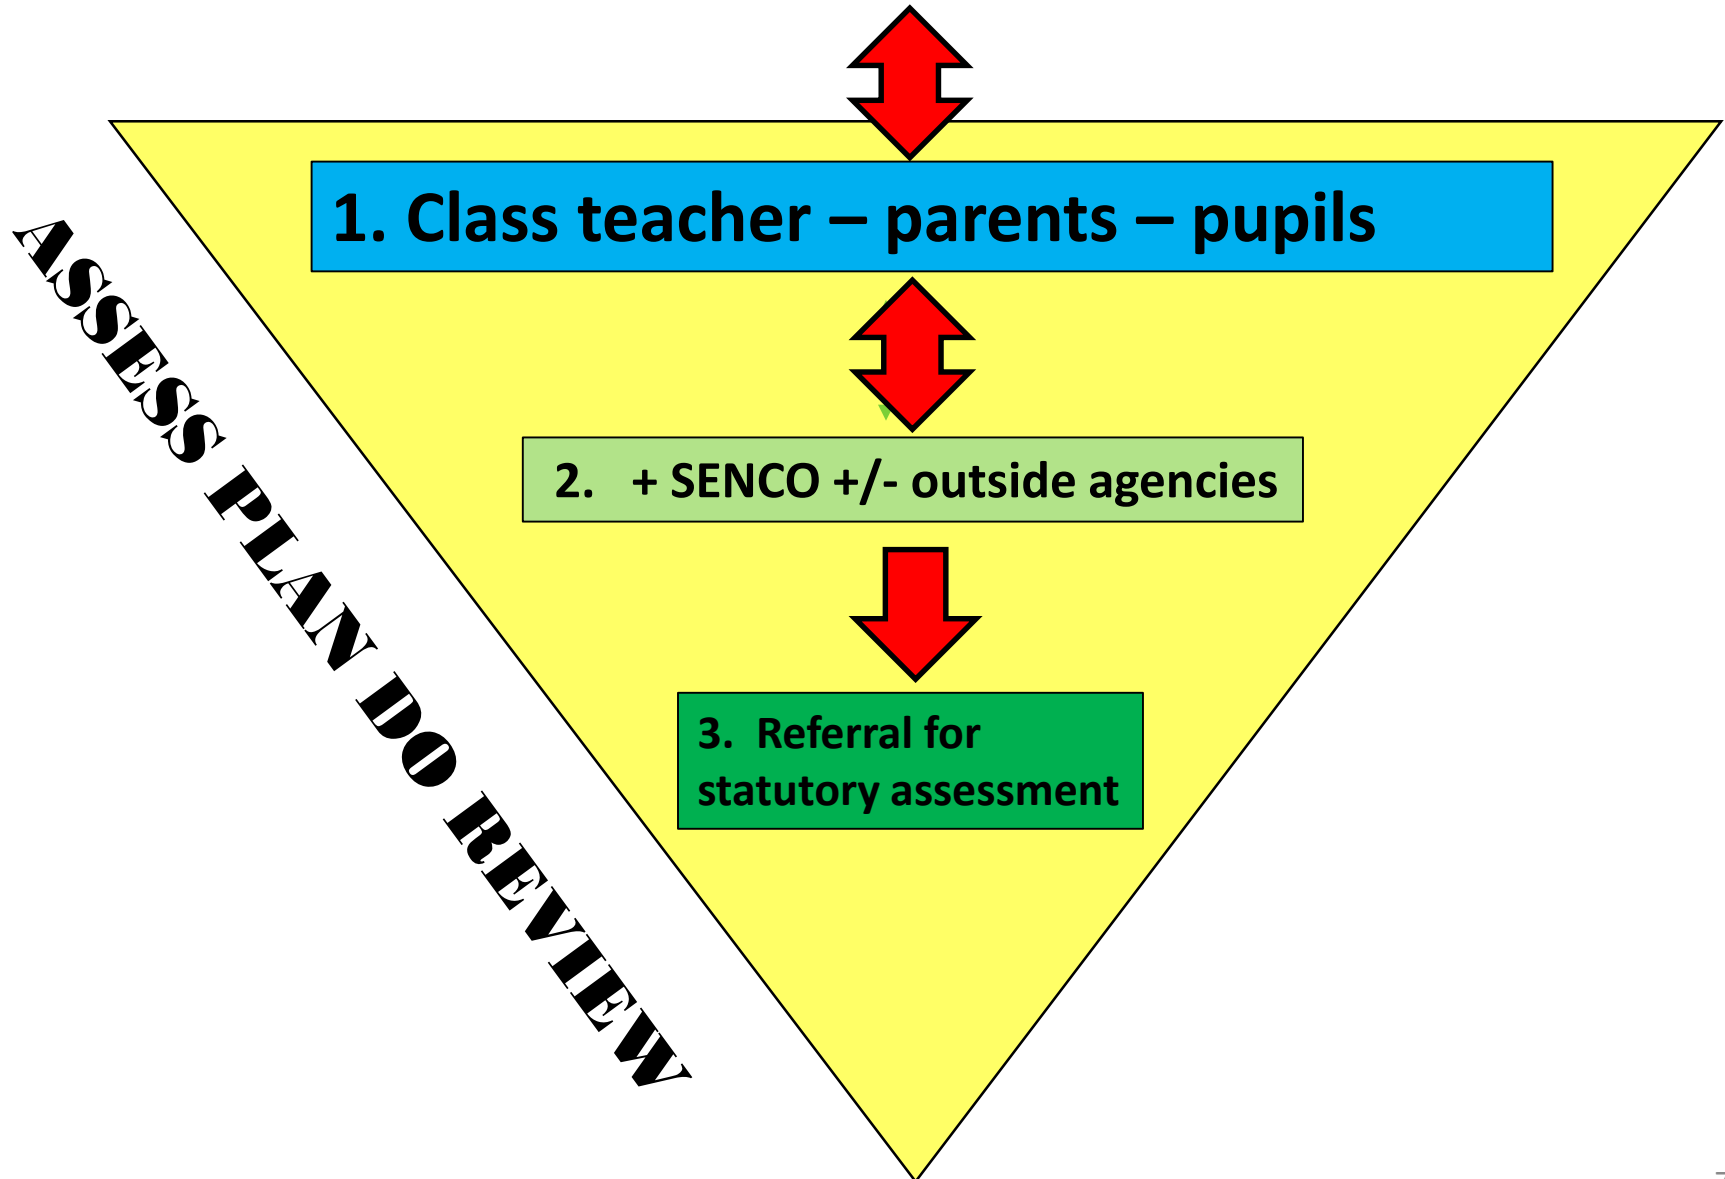 1. Class teacher – parents – pupils
ASSESS PLAN DO REVIEW
2. + SENCO +/- outside agencies
3. Referral for
statutory assessment